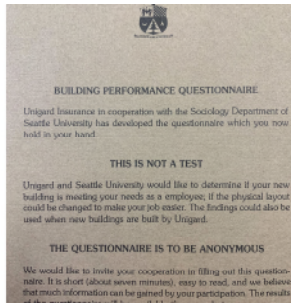 BUILDING PERFORMANCE QUESTIONNAIRE
Unigard Insurance in cooperation with the Sociology Department of
Seattle University has developed the questionnaire which you now
hold in your hand.
THIS IS NOT A TEST
Unigard and Seattle University would like to determine if your new
building is meeting your needs as a employee; if the physical layout
could be changed to make your job easier. The findings could also be
used when new buildings are built by Unigard.
THE QUESTIONNAIRE IS TO BE ANONYMOUS
We would like to invite your cooperation in filling out this question-
naire. It is short (about seven minutes), easy to read, and we believe
that much information can be gained by your participation. The results